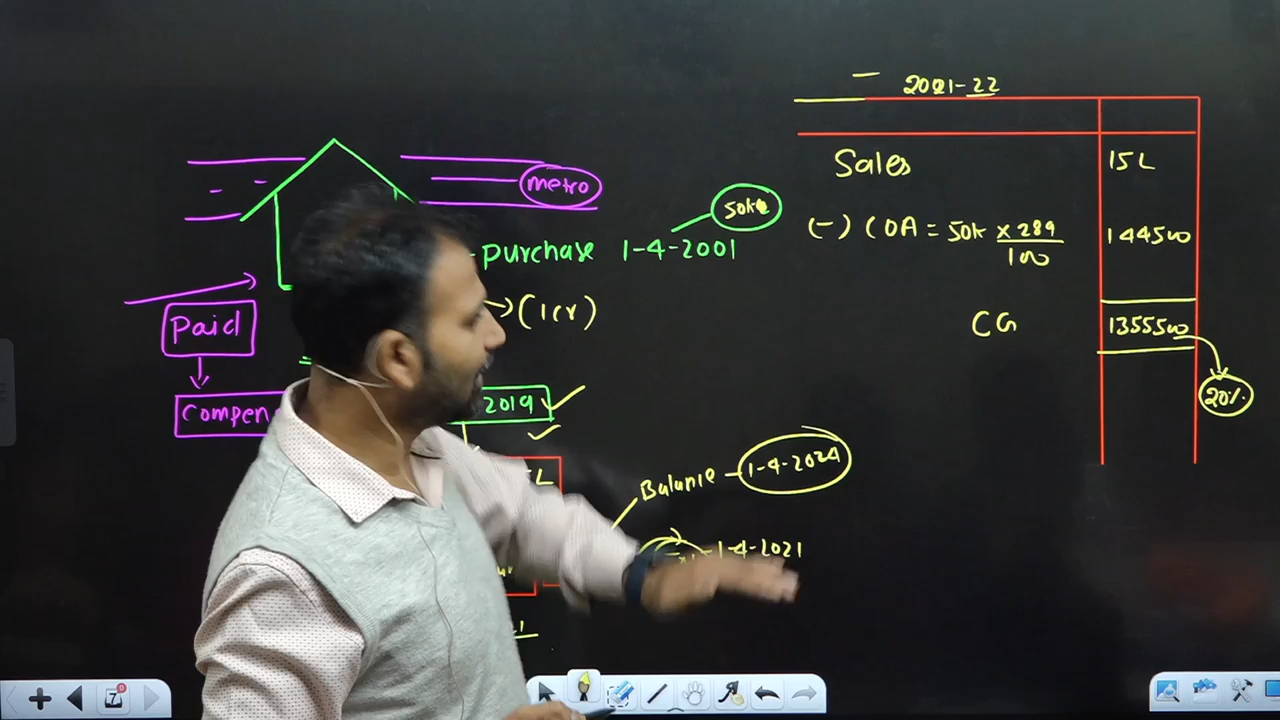 2021-22
Sales 15L
(-) COA = 50k × 289 / 100 144500
CG 1355500
20%
metro
50k
purchase 1-4-2001
→ (1cr)
Paid
Compen
2019
L
Balance - 1-4-2024
1-4-2021